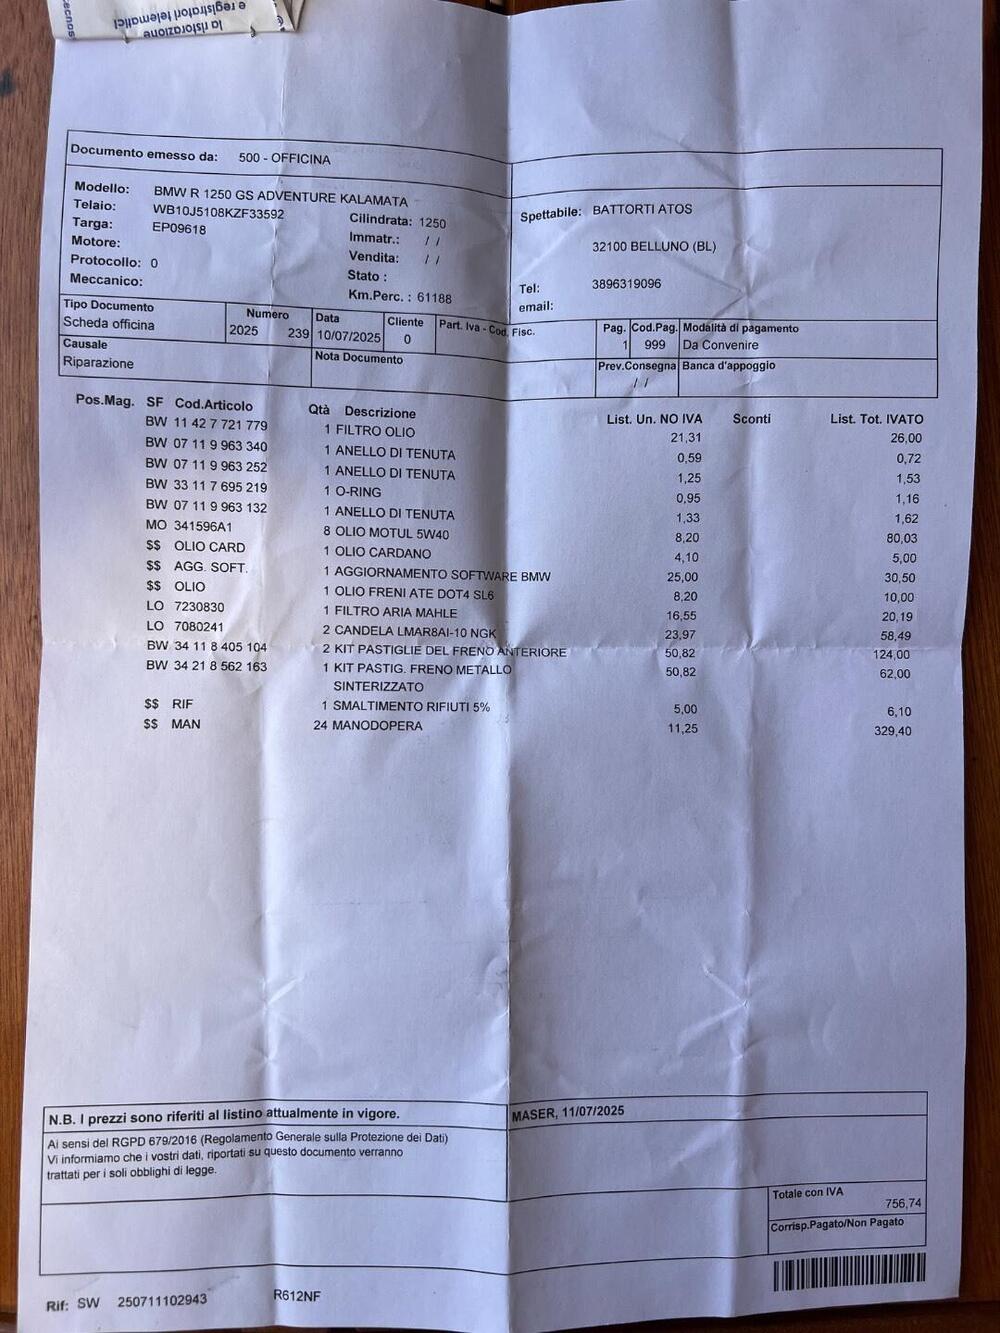 la ristorazione
e registratori telematici
Documento emesso da: 500 - OFFICINA
Modello: BMW R 1250 GS ADVENTURE KALAMATA
Telaio: WB10J5108KZF33592
Targa: EP09618
Motore:
Protocollo: 0
Meccanico:
Cilindrata: 1250
Immatr.: / /
Vendita: / /
Stato :
Km.Perc. : 61188
Spettabile: BATTORTI ATOS
32100 BELLUNO (BL)
Tel: 3896319096
email:
Tipo Documento Numero Data Cliente Part. Iva - Cod. Fisc. Pag. Cod.Pag. Modalità di pagamento
Scheda officina 2025 239 10/07/2025 0 1 999 Da Convenire
Causale Nota Documento Prev.Consegna Banca d'appoggio
Riparazione / /
Pos.Mag. SF Cod.Articolo Qtà Descrizione List. Un. NO IVA Sconti List. Tot. IVATO
BW 11 42 7 721 779 1 FILTRO OLIO 21,31 26,00
BW 07 11 9 963 340 1 ANELLO DI TENUTA 0,59 0,72
BW 07 11 9 963 252 1 ANELLO DI TENUTA 1,25 1,53
BW 33 11 7 695 219 1 O-RING 0,95 1,16
BW 07 11 9 963 132 1 ANELLO DI TENUTA 1,33 1,62
MO 341596A1 8 OLIO MOTUL 5W40 8,20 80,03
$$ OLIO CARD 1 OLIO CARDANO 4,10 5,00
$$ AGG. SOFT. 1 AGGIORNAMENTO SOFTWARE BMW 25,00 30,50
$$ OLIO 1 OLIO FRENI ATE DOT4 SL6 8,20 10,00
LO 7230830 1 FILTRO ARIA MAHLE 16,55 20,19
LO 7080241 2 CANDELA LMAR8AI-10 NGK 23,97 58,49
BW 34 11 8 405 104 2 KIT PASTIGLIE DEL FRENO ANTERIORE 50,82 124,00
BW 34 21 8 562 163 1 KIT PASTIG. FRENO METALLO 50,82 62,00
SINTERIZZATO
$$ RIF 1 SMALTIMENTO RIFIUTI 5% 5,00 6,10
$$ MAN 24 MANODOPERA 11,25 329,40
N.B. I prezzi sono riferiti al listino attualmente in vigore.
MASER, 11/07/2025
Ai sensi del RGPD 679/2016 (Regolamento Generale sulla Protezione dei Dati)
Vi informiamo che i vostri dati, riportati su questo documento verranno
trattati per i soli obblighi di legge.
Totale con IVA
756,74
Corrisp.Pagato/Non Pagato
Rif: SW 250711102943 R612NF